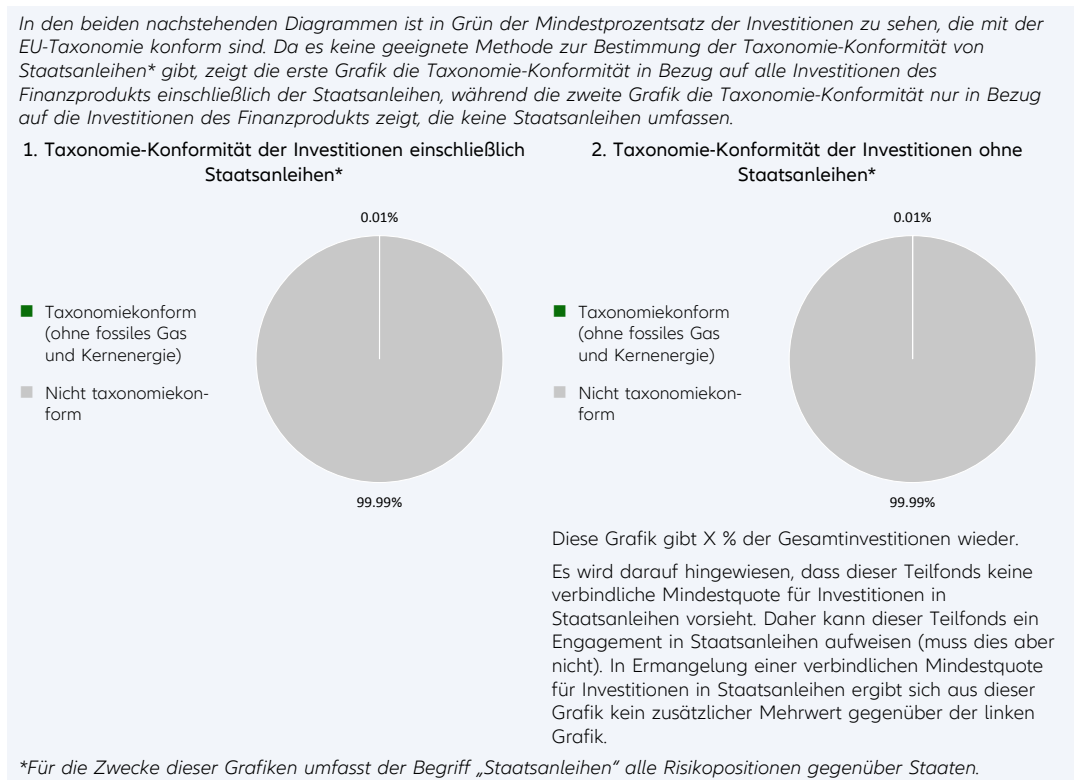 In den beiden nachstehenden Diagrammen ist in Grün der Mindestprozentsatz der Investitionen zu sehen, die mit der
EU-Taxonomie konform sind. Da es keine geeignete Methode zur Bestimmung der Taxonomie-Konformität von
Staatsanleihen* gibt, zeigt die erste Grafik die Taxonomie-Konformität in Bezug auf alle Investitionen des
Finanzprodukts einschließlich der Staatsanleihen, während die zweite Grafik die Taxonomie-Konformität nur in Bezug
auf die Investitionen des Finanzprodukts zeigt, die keine Staatsanleihen umfassen.
1. Taxonomie-Konformität der Investitionen einschließlich
Staatsanleihen*
0.01%
Taxonomiekonform
(ohne fossiles Gas
und Kernenergie)
Nicht taxonomiekon-
form
99.99%
2. Taxonomie-Konformität der Investitionen ohne
Staatsanleihen*
0.01%
Taxonomiekonform
(ohne fossiles Gas
und Kernenergie)
Nicht taxonomiekon-
form
99.99%
Diese Grafik gibt X % der Gesamtinvestitionen wieder.
Es wird darauf hingewiesen, dass dieser Teilfonds keine
verbindliche Mindestquote für Investitionen in
Staatsanleihen vorsieht. Daher kann dieser Teilfonds ein
Engagement in Staatsanleihen aufweisen (muss dies aber
nicht). In Ermangelung einer verbindlichen Mindestquote
für Investitionen in Staatsanleihen ergibt sich aus dieser
Grafik kein zusätzlicher Mehrwert gegenüber der linken
Grafik.
*Für die Zwecke dieser Grafiken umfasst der Begriff „Staatsanleihen" alle Risikopositionen gegenüber Staaten.